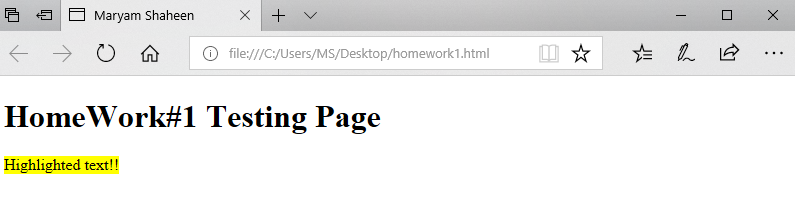 Maryam Shaheen
file:///C:/Users/MS/Desktop/homework1.html
HomeWork#1 Testing Page
Highlighted text!!